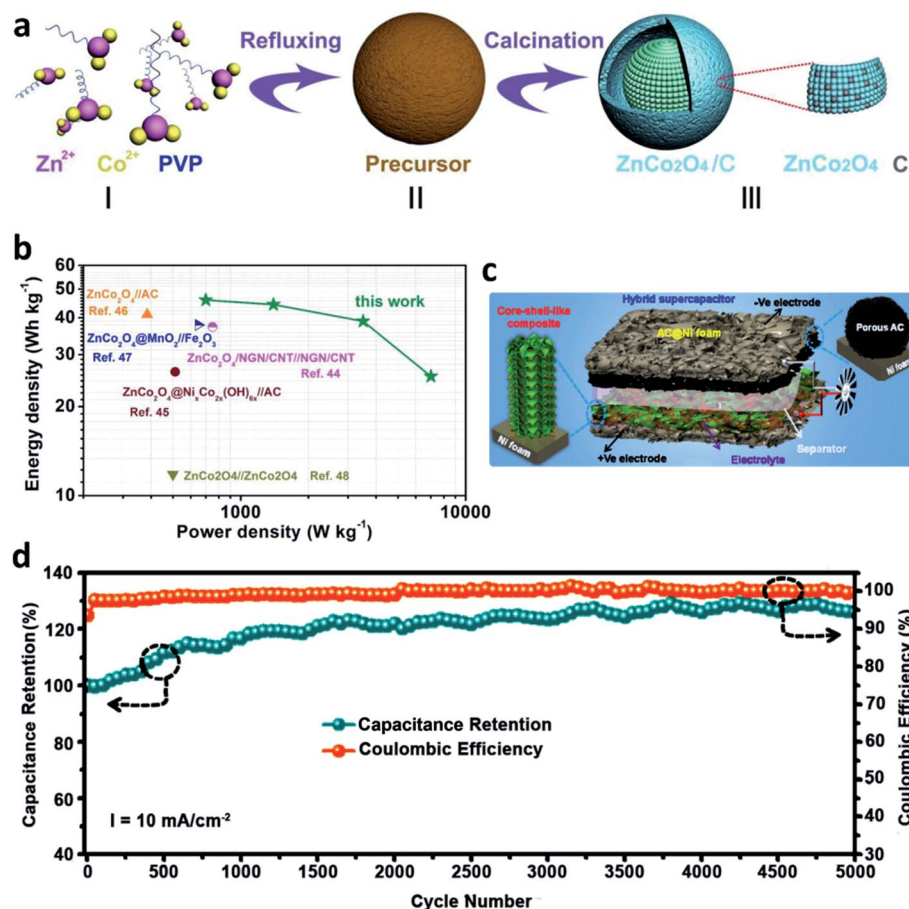 a
Refluxing
Calcination
Zn²⁺ Co²⁺ PVP
Precursor
ZnCo₂O₄/C
ZnCo₂O₄ C
I
II
III
b
Energy density (Wh kg⁻¹)
60
50
40
30
20
10
ZnCo₂O₄//AC
Ref. 46
this work
ZnCo₂O₄@MnO₂//Fe₂O₃
Ref. 47
ZnCo₂O₄/NGN/CNT//NGN/CNT
Ref. 44
ZnCo₂O₄@NiₓCo₂ₓ(OH)₆ₓ//AC
Ref. 45
ZnCo2O4//ZnCo2O4 Ref. 48
1000
10000
Power density (W kg⁻¹)
c
Core-shell-like
composite
Hybrid supercapacitor
-Ve electrode
AC@Ni foam
Porous AC
Ni foam
Ni foam
Separator
+Ve electrode
Electrolyte
d
Capacitance Retention(%)
140
120
100
80
60
40
Capacitance Retention
Coulombic Efficiency
I = 10 mA/cm⁻²
0 500 1000 1500 2000 2500 3000 3500 4000 4500 5000
Cycle Number
100
90
80
75
60
50
40
30
Coulombic Efficiency (%)